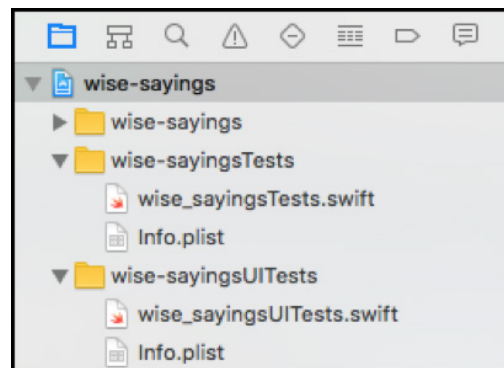 wise-sayings
wise-sayings
wise-sayingsTests
wise_sayingsTests.swift
Info.plist
wise-sayingsUITests
wise_sayingsUITests.swift
Info.plist